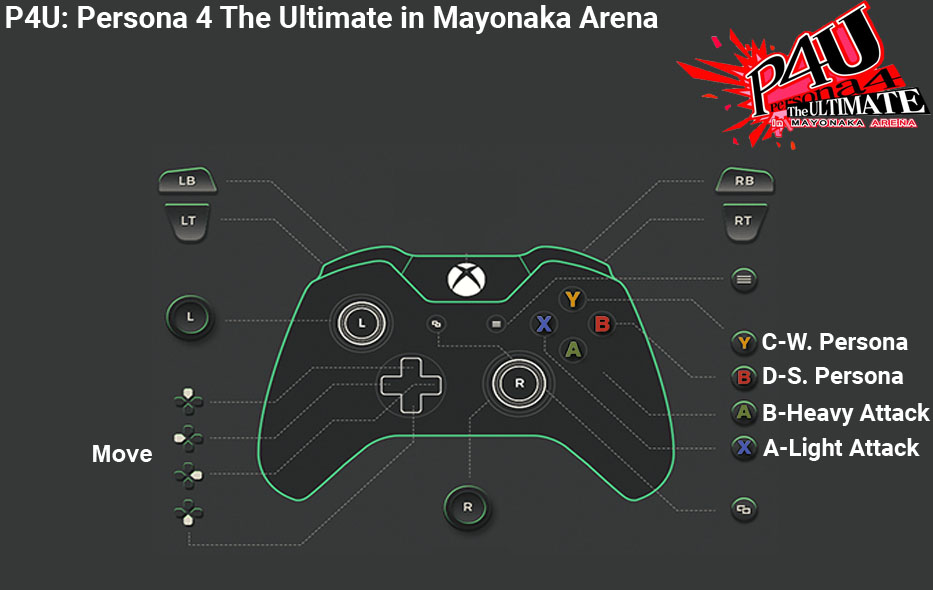 P4U: Persona 4 The Ultimate in Mayonaka Arena
P4U
Persona4
The ULTIMATE
in MAYONAKA ARENA
LB
RB
LT
RT
Y
L
L
X
B
A
Y C-W. Persona
R
B D-S. Persona
A B-Heavy Attack
Move
X A-Light Attack
R